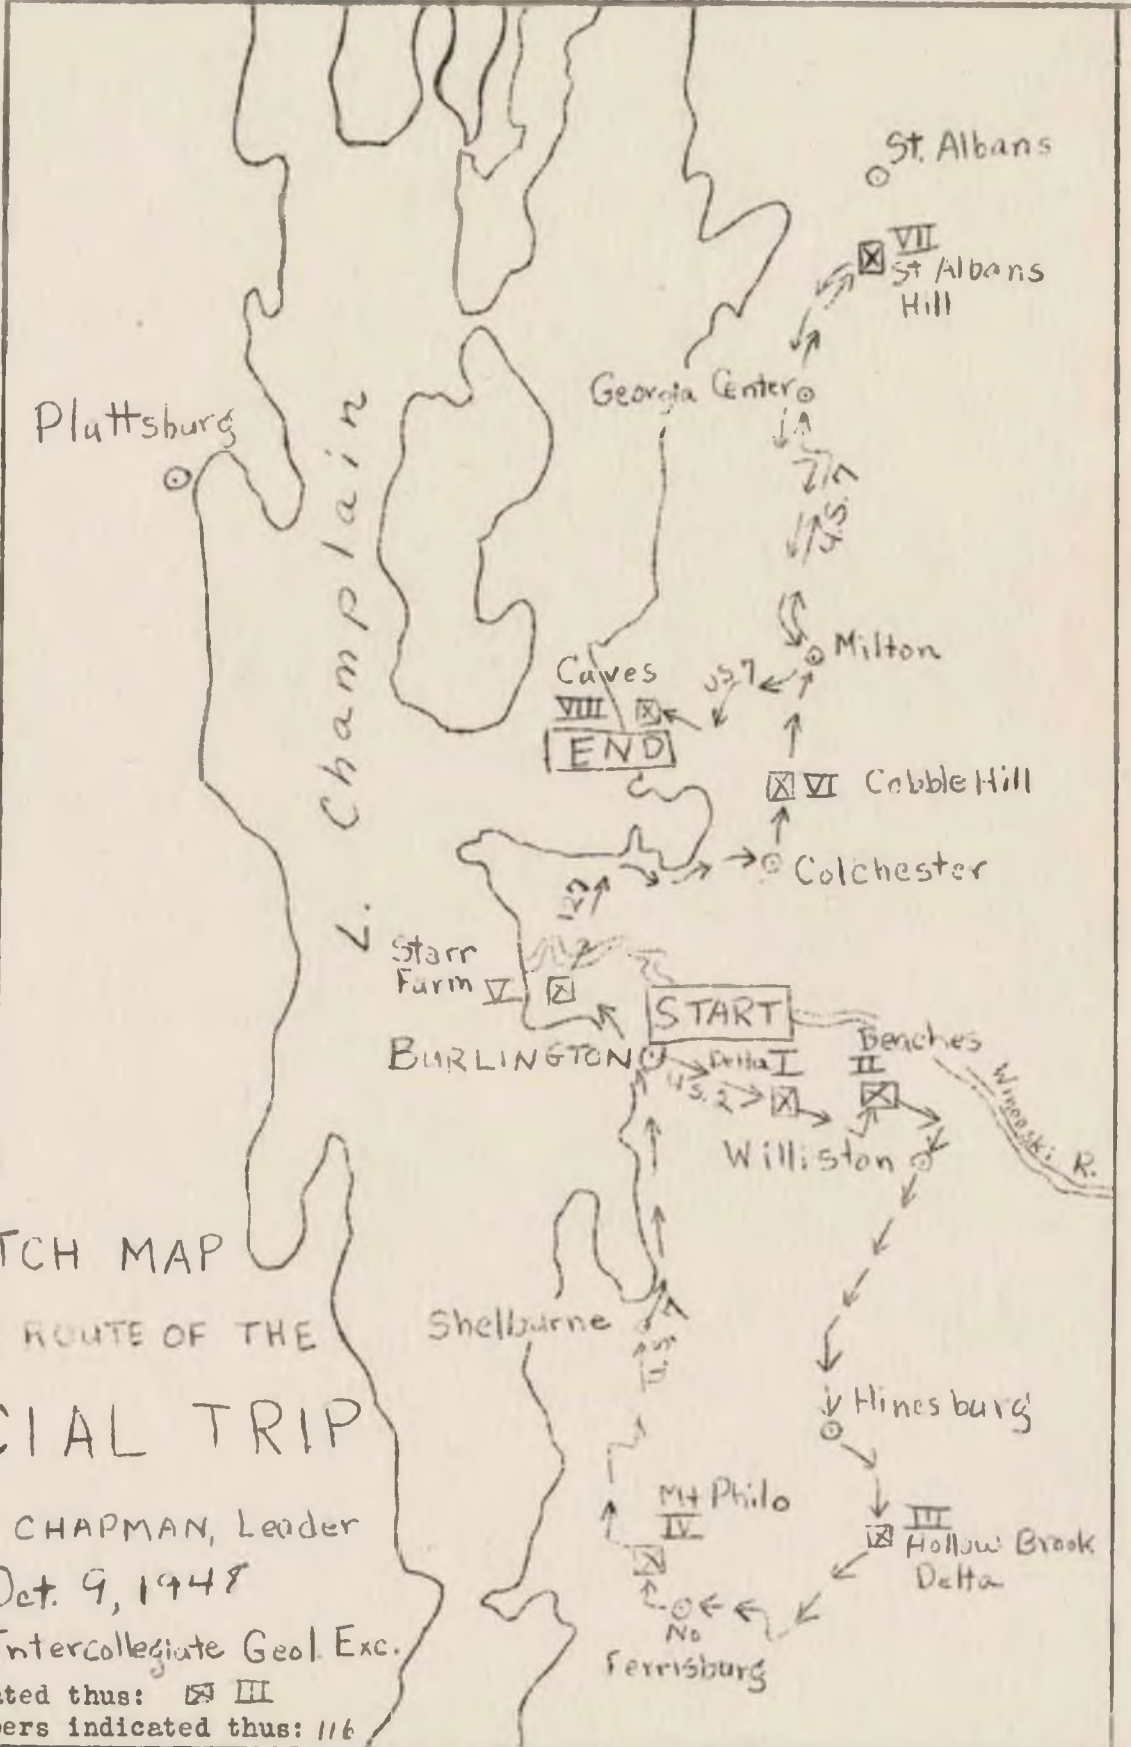 St. Albans
VII
St Albans
Hill
Georgia Center
Plattsburg
L. Champlain
U.S. 7
Milton
U.S. 7
Caves
VIII
END
VI Cobble Hill
Colchester
127
Starr
Farm V
START
BURLINGTON
Delta I
U.S. 2
Benches
II
Winooski R.
Williston
TCH MAP
ROUTE OF THE
CIAL TRIP
CHAPMAN, Leader
Oct. 9, 1948
Intercollegiate Geol. Exc.
ted thus: III
ers indicated thus: 116
Shelburne
U.S. 7
Hinesburg
Mt Philo
IV
III
Hollow Brook
Delta
No
Ferrisburg